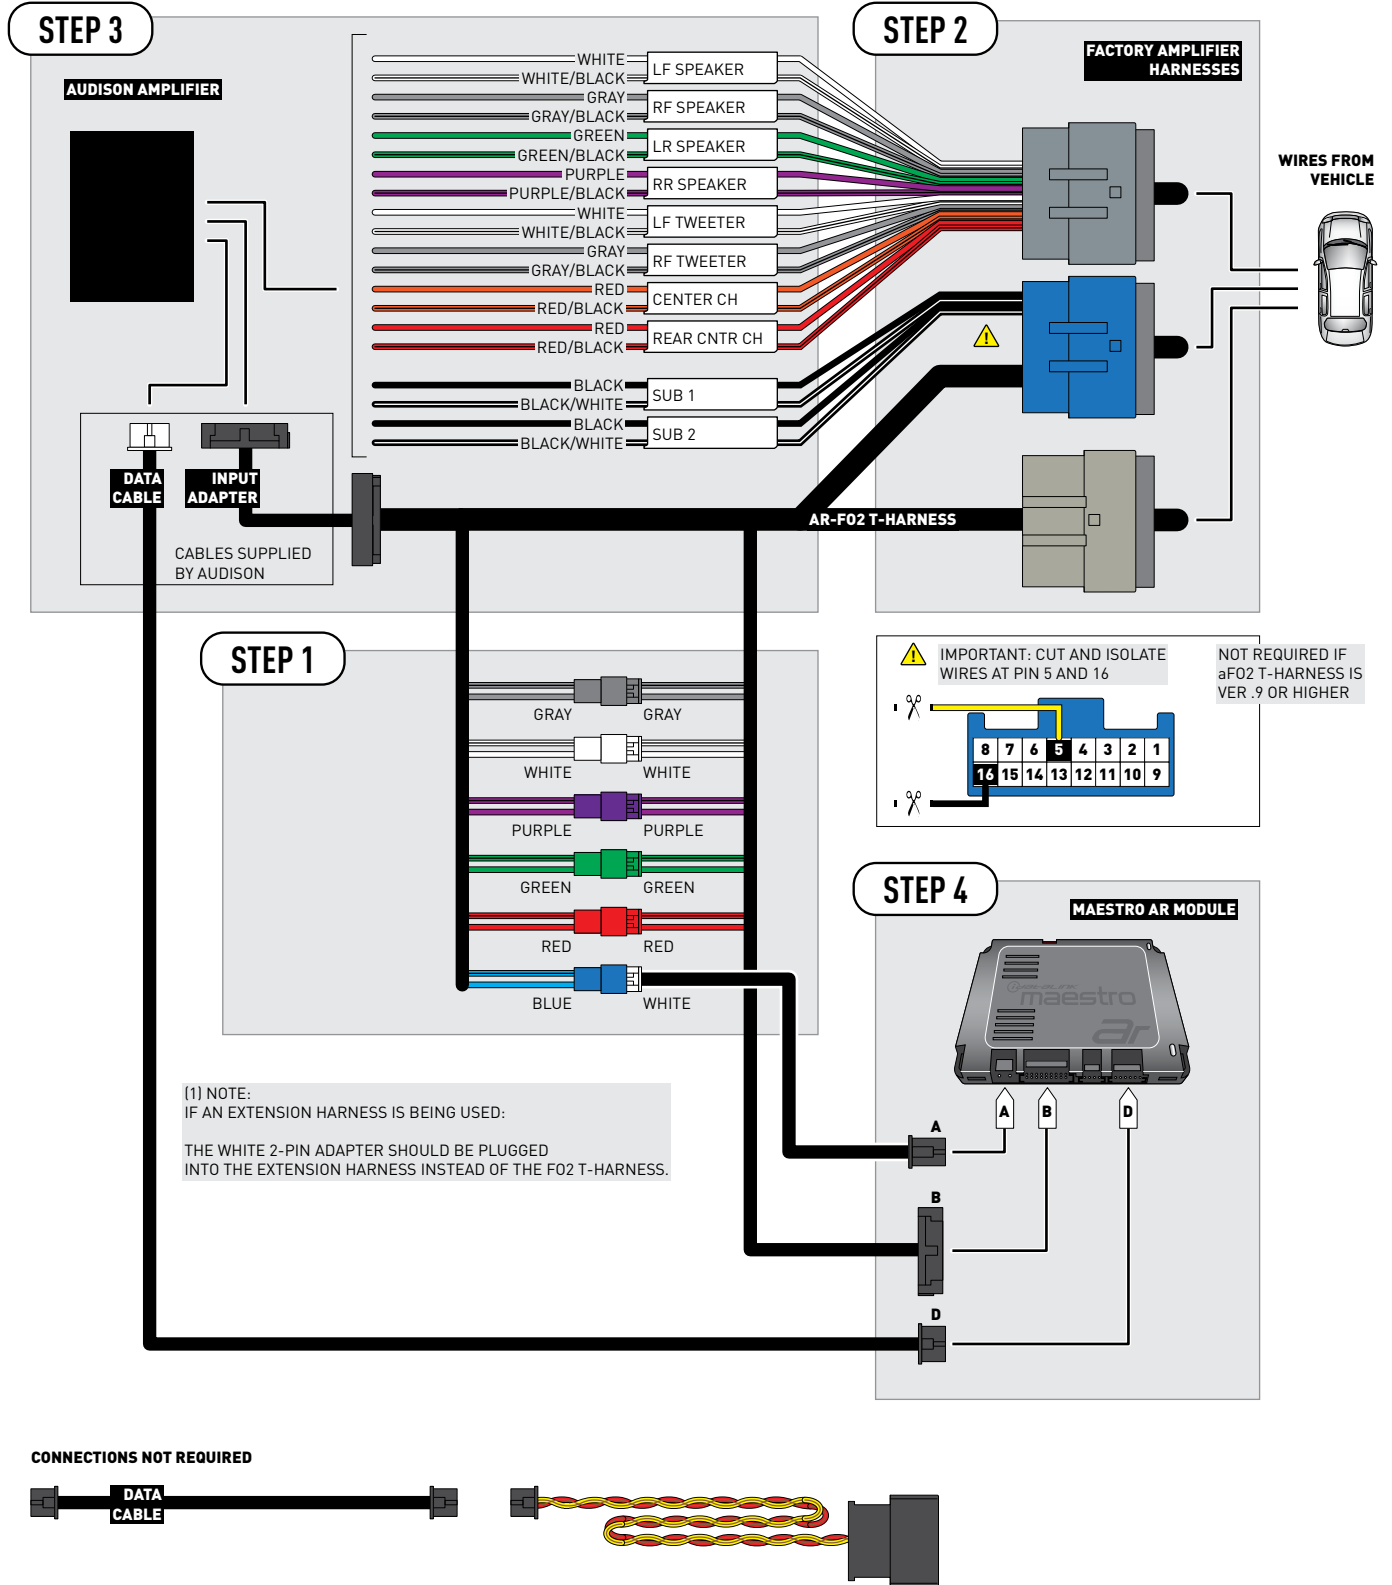 STEP 3
AUDISON AMPLIFIER
WHITE
WHITE/BLACK
LF SPEAKER
GRAY
GRAY/BLACK
RF SPEAKER
GREEN
GREEN/BLACK
LR SPEAKER
PURPLE
PURPLE/BLACK
RR SPEAKER
WHITE
WHITE/BLACK
LF TWEETER
GRAY
GRAY/BLACK
RF TWEETER
RED
RED/BLACK
CENTER CH
RED
RED/BLACK
REAR CNTR CH
BLACK
BLACK/WHITE
SUB 1
BLACK
BLACK/WHITE
SUB 2
DATA
CABLE
INPUT
ADAPTER
CABLES SUPPLIED
BY AUDISON
STEP 2
FACTORY AMPLIFIER
HARNESSES
WIRES FROM
VEHICLE
!
AR-FO2 T-HARNESS
! IMPORTANT: CUT AND ISOLATE
WIRES AT PIN 5 AND 16
NOT REQUIRED IF
aFO2 T-HARNESS IS
VER .9 OR HIGHER
8 7 6 5 4 3 2 1
16 15 14 13 12 11 10 9
STEP 1
GRAY GRAY
WHITE WHITE
PURPLE PURPLE
GREEN GREEN
RED RED
BLUE WHITE
(1) NOTE:
IF AN EXTENSION HARNESS IS BEING USED:
THE WHITE 2-PIN ADAPTER SHOULD BE PLUGGED
INTO THE EXTENSION HARNESS INSTEAD OF THE FO2 T-HARNESS.
STEP 4
MAESTRO AR MODULE
maestro
ar
A B D
A
B
D
CONNECTIONS NOT REQUIRED
DATA
CABLE